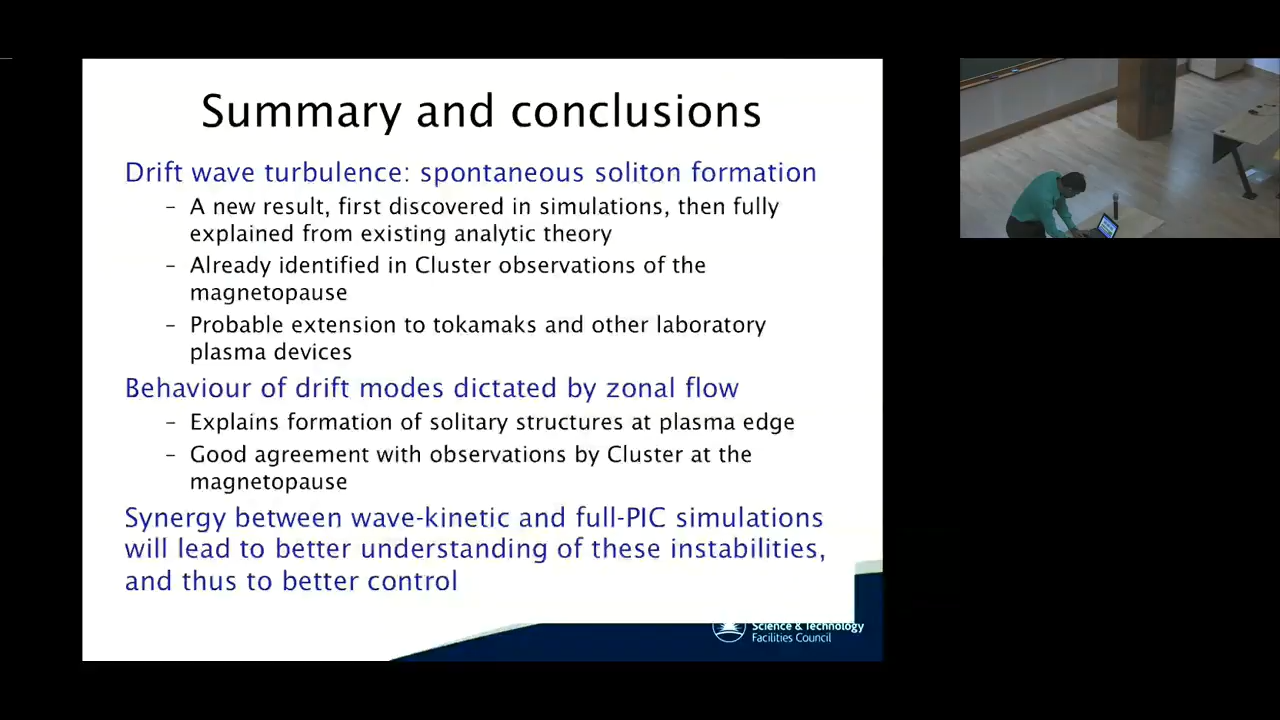 Summary and conclusions
Drift wave turbulence: spontaneous soliton formation
– A new result, first discovered in simulations, then fully
explained from existing analytic theory
– Already identified in Cluster observations of the
magnetopause
– Probable extension to tokamaks and other laboratory
plasma devices
Behaviour of drift modes dictated by zonal flow
– Explains formation of solitary structures at plasma edge
– Good agreement with observations by Cluster at the
magnetopause
Synergy between wave-kinetic and full-PIC simulations
will lead to better understanding of these instabilities,
and thus to better control
Science & Technology
Facilities Council